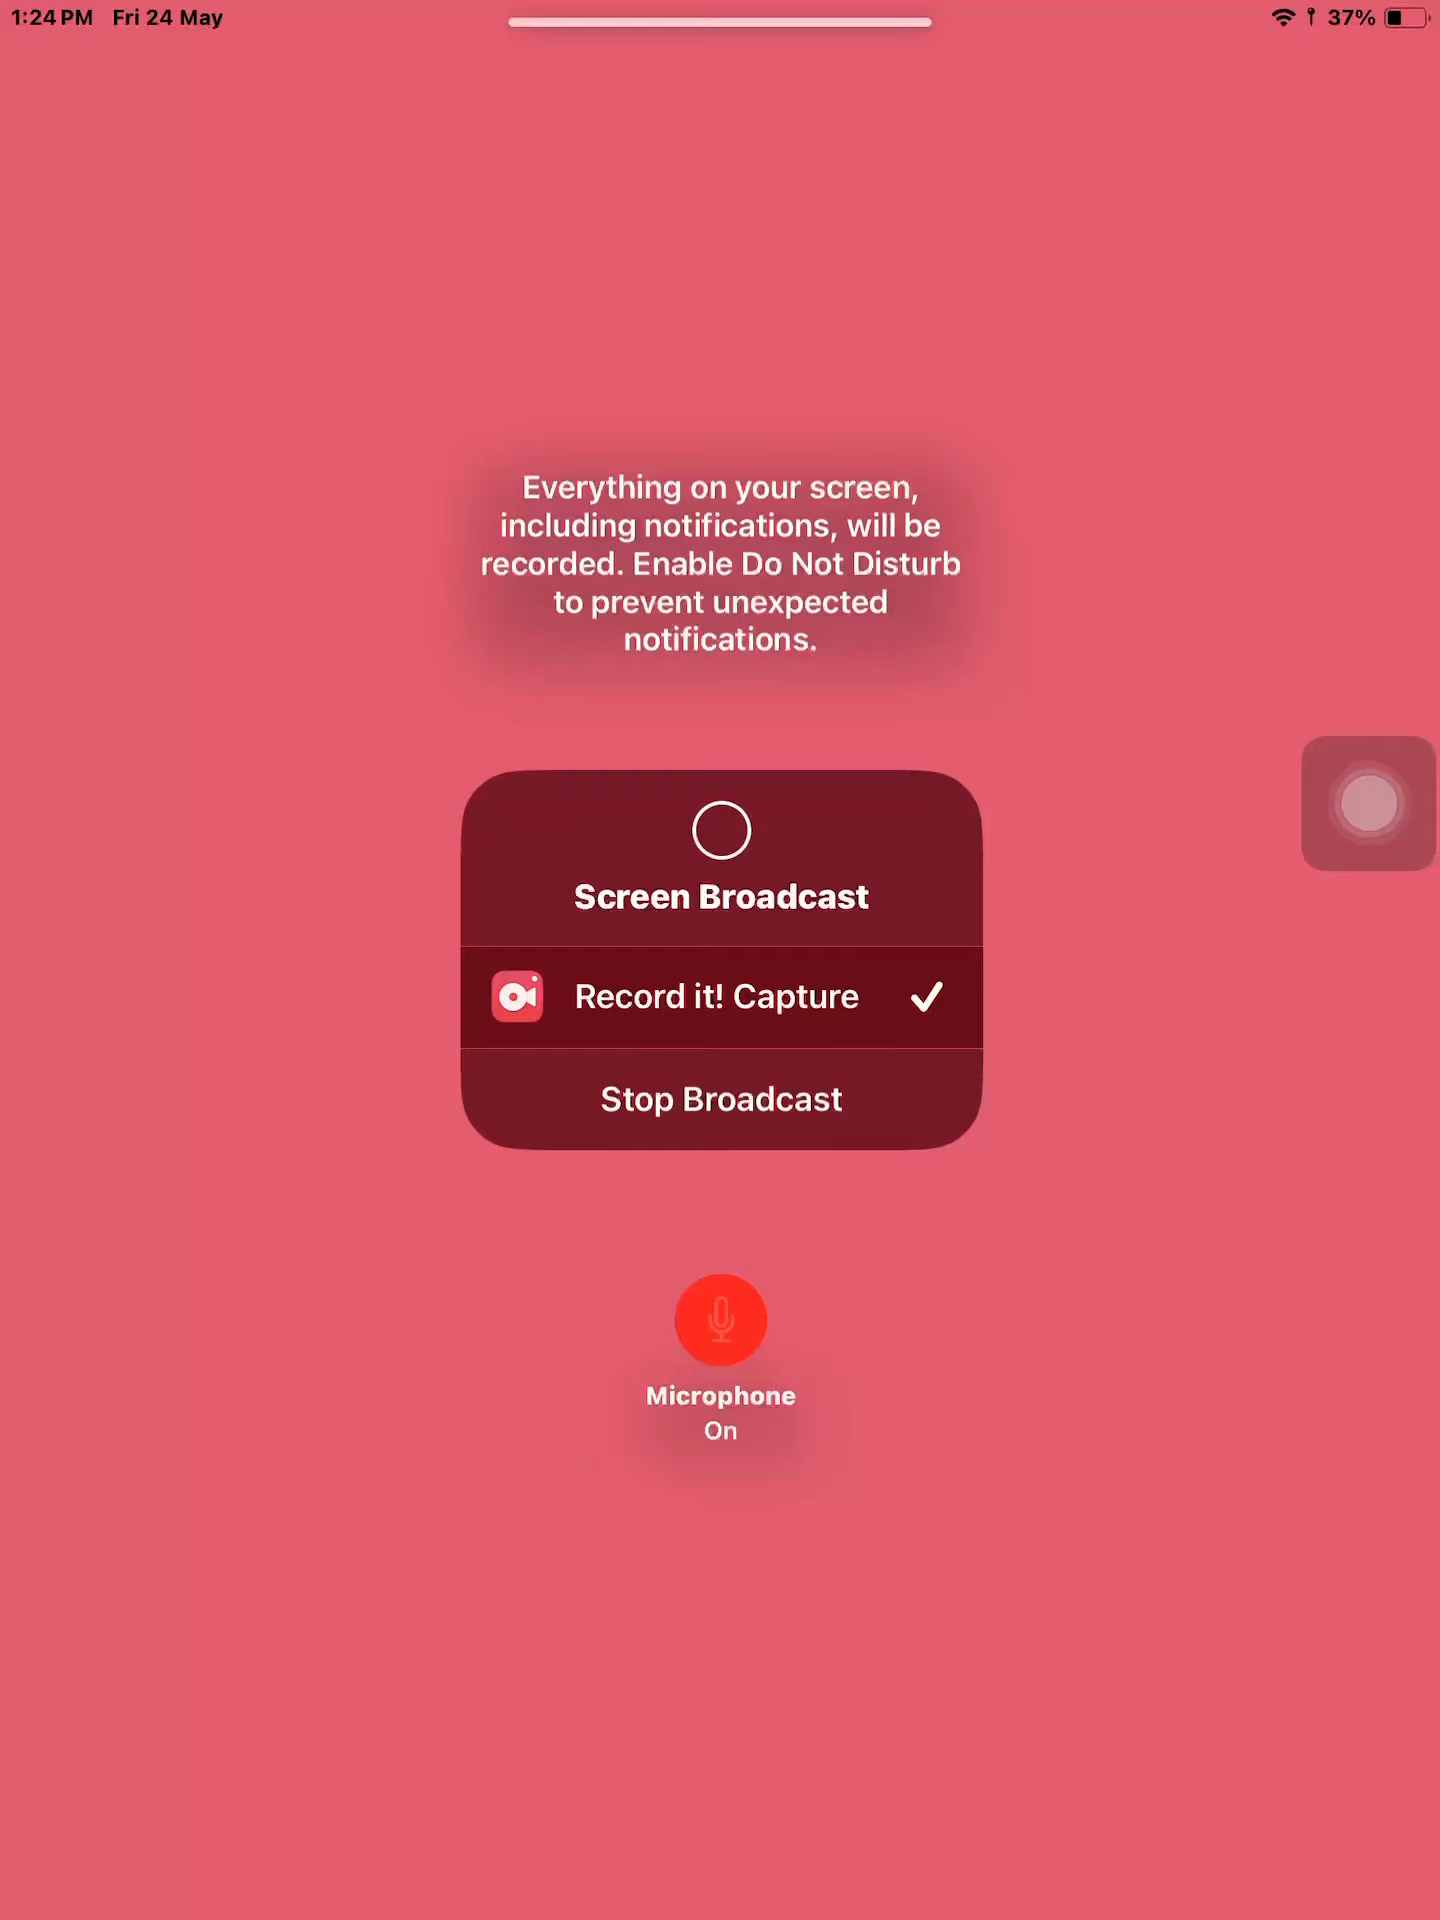 1:24 PM Fri 24 May
37%
Everything on your screen,
including notifications, will be
recorded. Enable Do Not Disturb
to prevent unexpected
notifications.
Screen Broadcast
Record it! Capture
Stop Broadcast
Microphone
On